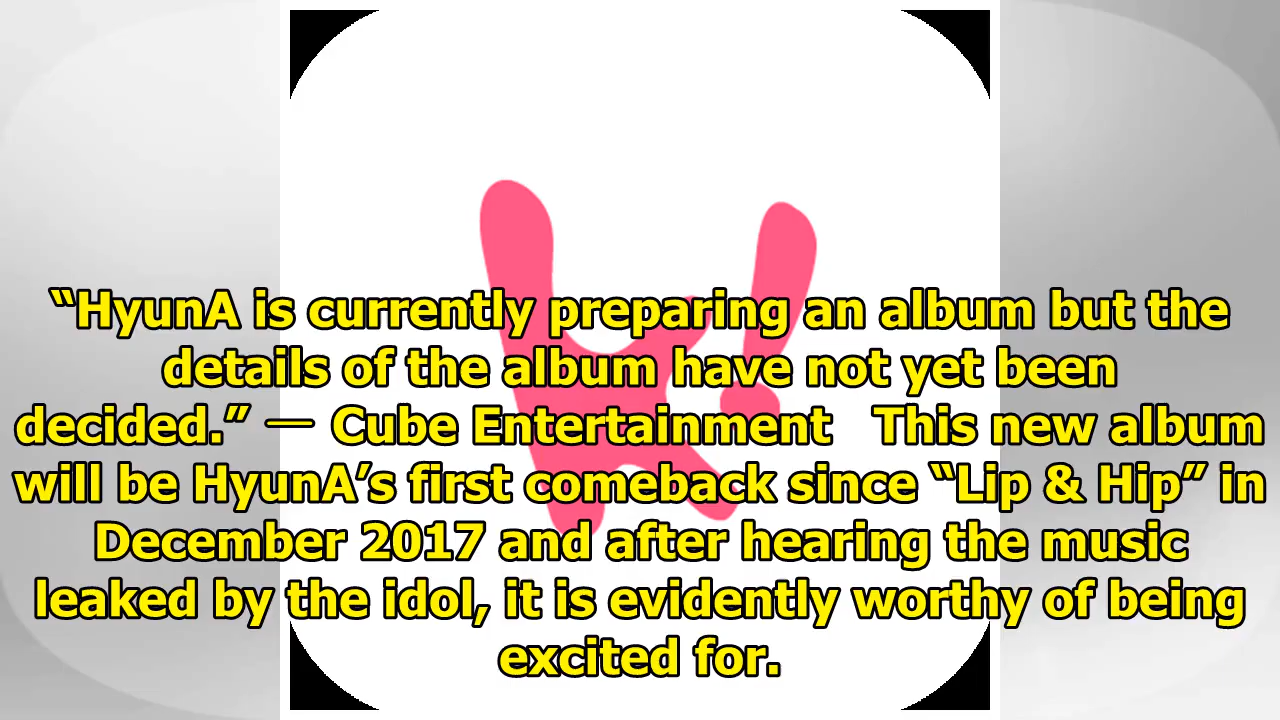 “HyunA is currently preparing an album but the
details of the album have not yet been
decided.” — Cube Entertainment   This new album
will be HyunA’s first comeback since “Lip & Hip” in
December 2017 and after hearing the music
leaked by the idol, it is evidently worthy of being
excited for.